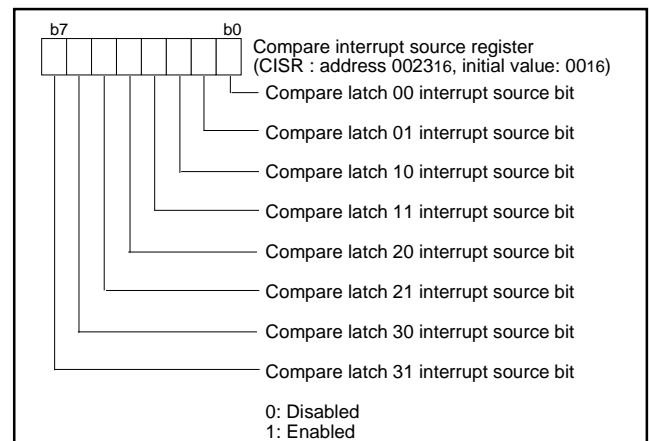 b7 b0
Compare interrupt source register
(CISR : address 002316, initial value: 0016)
Compare latch 00 interrupt source bit
Compare latch 01 interrupt source bit
Compare latch 10 interrupt source bit
Compare latch 11 interrupt source bit
Compare latch 20 interrupt source bit
Compare latch 21 interrupt source bit
Compare latch 30 interrupt source bit
Compare latch 31 interrupt source bit
0: Disabled
1: Enabled